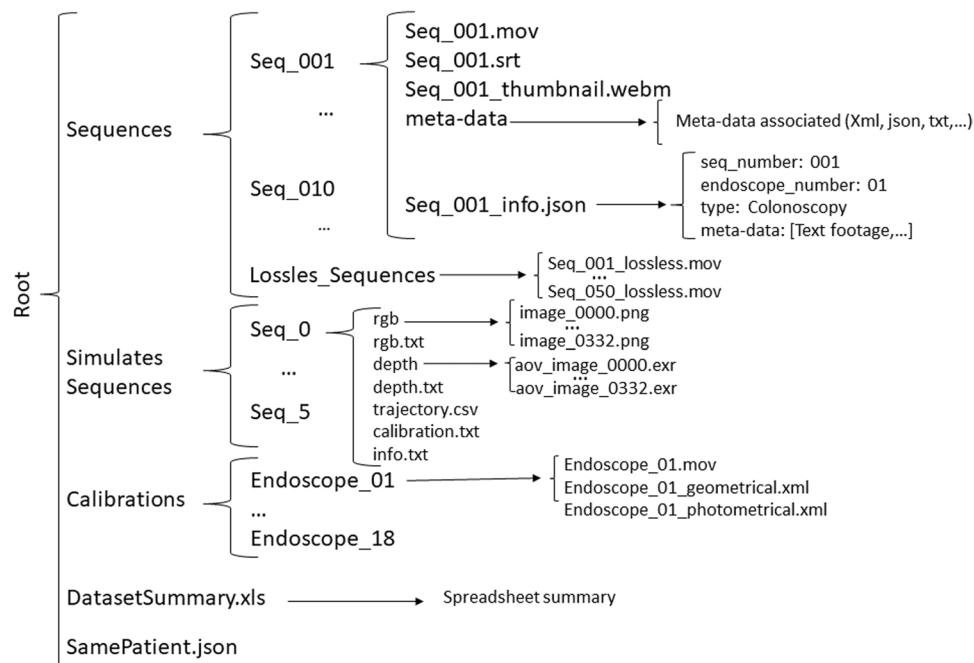 Root
Sequences
Seq_001
...
Seq_010
...
Seq_001.mov
Seq_001.srt
Seq_001_thumbnail.webm
meta-data
Meta-data associated (Xml, json, txt,...)
Seq_001_info.json
seq_number: 001
endoscope_number: 01
type: Colonoscopy
meta-data: [Text footage,...]
Lossles_Sequences
Seq_001_lossless.mov
...
Seq_050_lossless.mov
Simulates
Sequences
Seq_0
...
Seq_5
rgb
image_0000.png
...
image_0332.png
rgb.txt
depth
aov_image_0000.exr
...
aov_image_0332.exr
depth.txt
trajectory.csv
calibration.txt
info.txt
Calibrations
Endoscope_01
...
Endoscope_18
Endoscope_01.mov
Endoscope_01_geometrical.xml
Endoscope_01_photometrical.xml
DatasetSummary.xls
Spreadsheet summary
SamePatient.json